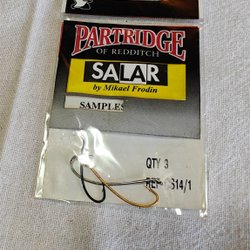 PARTRIDGE
OF REDDITCH
SALAR
by Mikael Frodin
SAMPLES
QTY 3